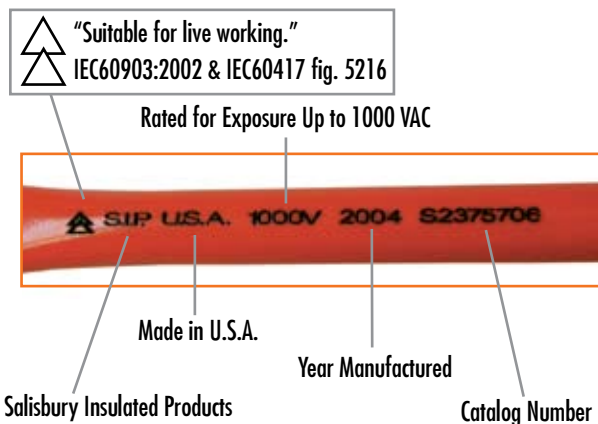 “Suitable for live working.”
IEC60903:2002 & IEC60417 fig. 5216
Rated for Exposure Up to 1000 VAC
S.I.P. U.S.A. 1000V 2004 S2375706
Made in U.S.A.
Year Manufactured
Salisbury Insulated Products
Catalog Number